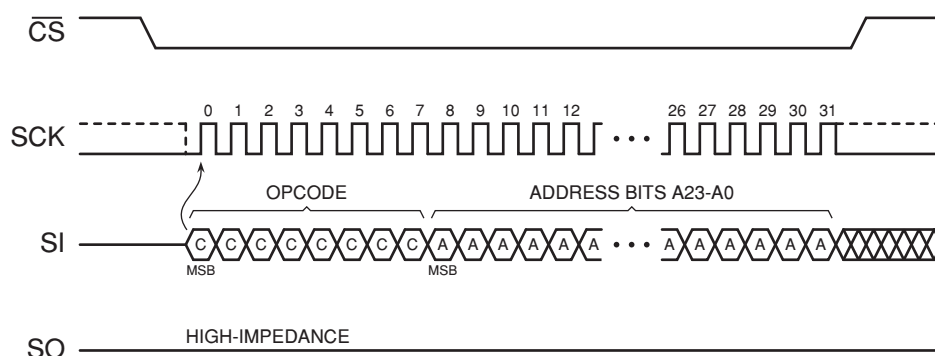 CS
0 1 2 3 4 5 6 7 8 9 10 11 12 26 27 28 29 30 31
SCK
OPCODE ADDRESS BITS A23-A0
SI C C C C C C C C A A A A A A A A A A A A
MSB MSB
HIGH-IMPEDANCE
SO